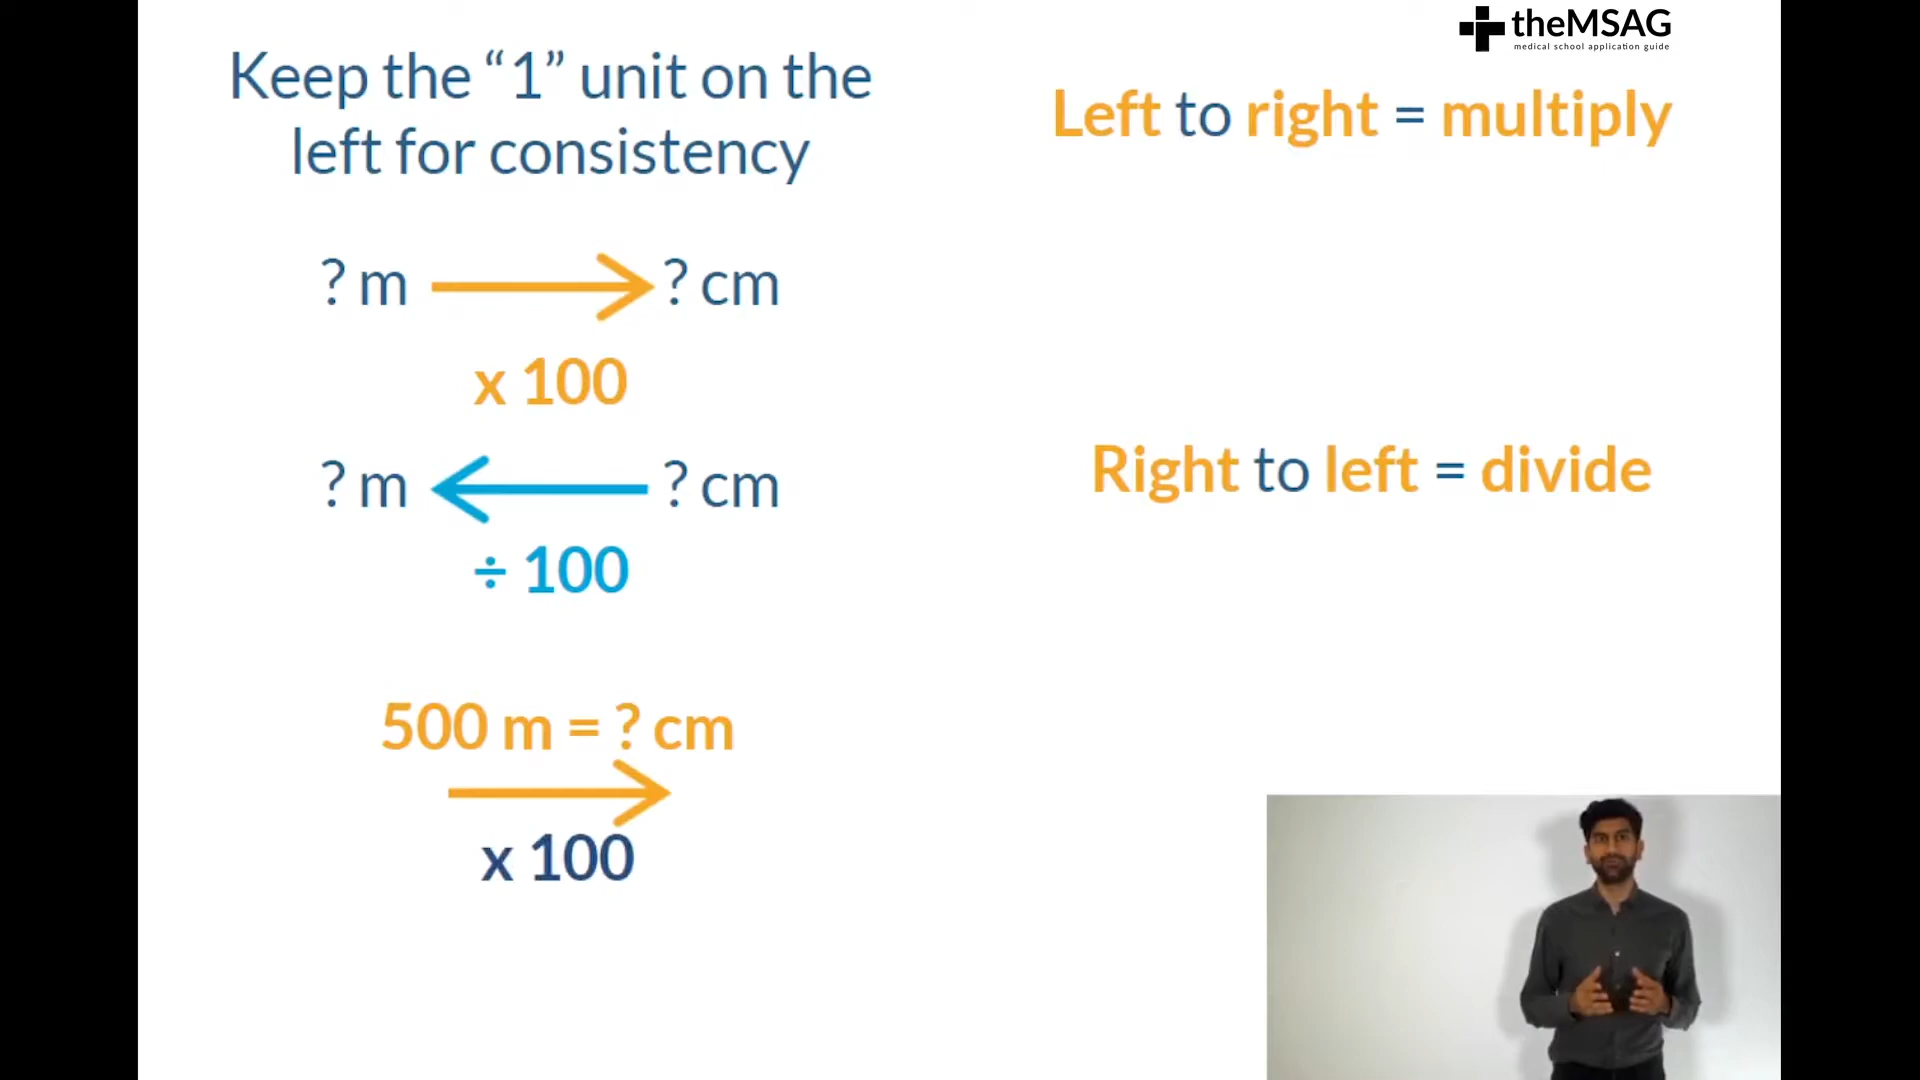 theMSAG
medical school application guide
Keep the “1” unit on the
left for consistency
Left to right = multiply
? m ? cm
x 100
? m ? cm
÷ 100
Right to left = divide
500 m = ? cm
x 100